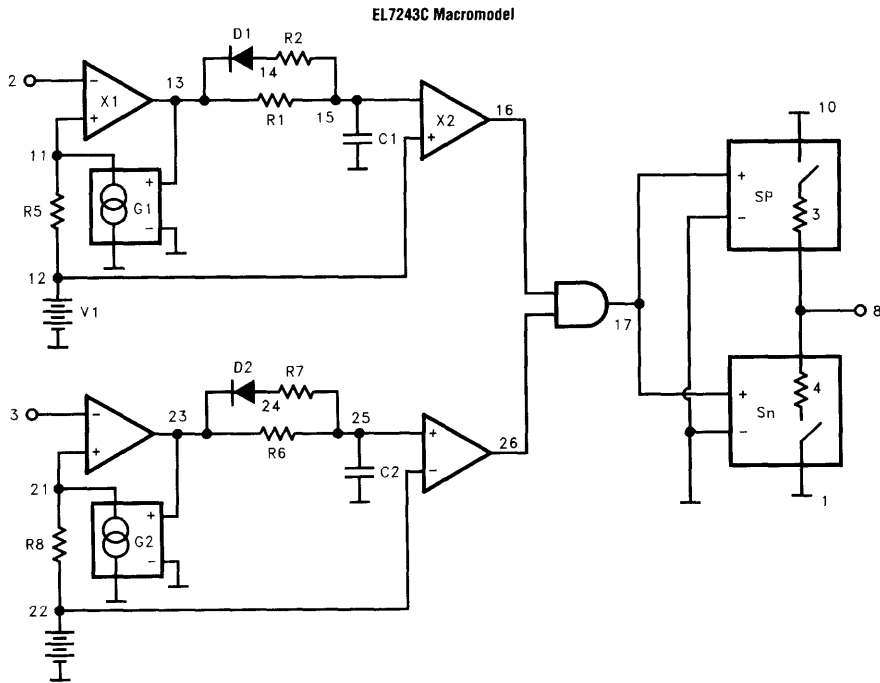 EL7243C Macromodel
D1
R2
2
−
13
14
10
X1
+
R1
15
X2
16
C1
+
11
+
G1
−
R5
+
SP
3
−
12
V1
17
8
D2
R7
3
−
23
24
25
+
R6
+
26
−
C2
+
Sn
4
−
21
+
G2
−
R8
1
22